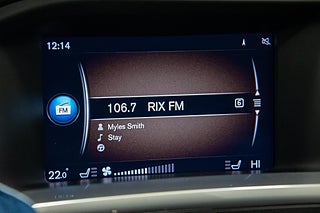 12:14
FM
106.7 RIX FM 6
Myles Smith
Stay
22.0° HI